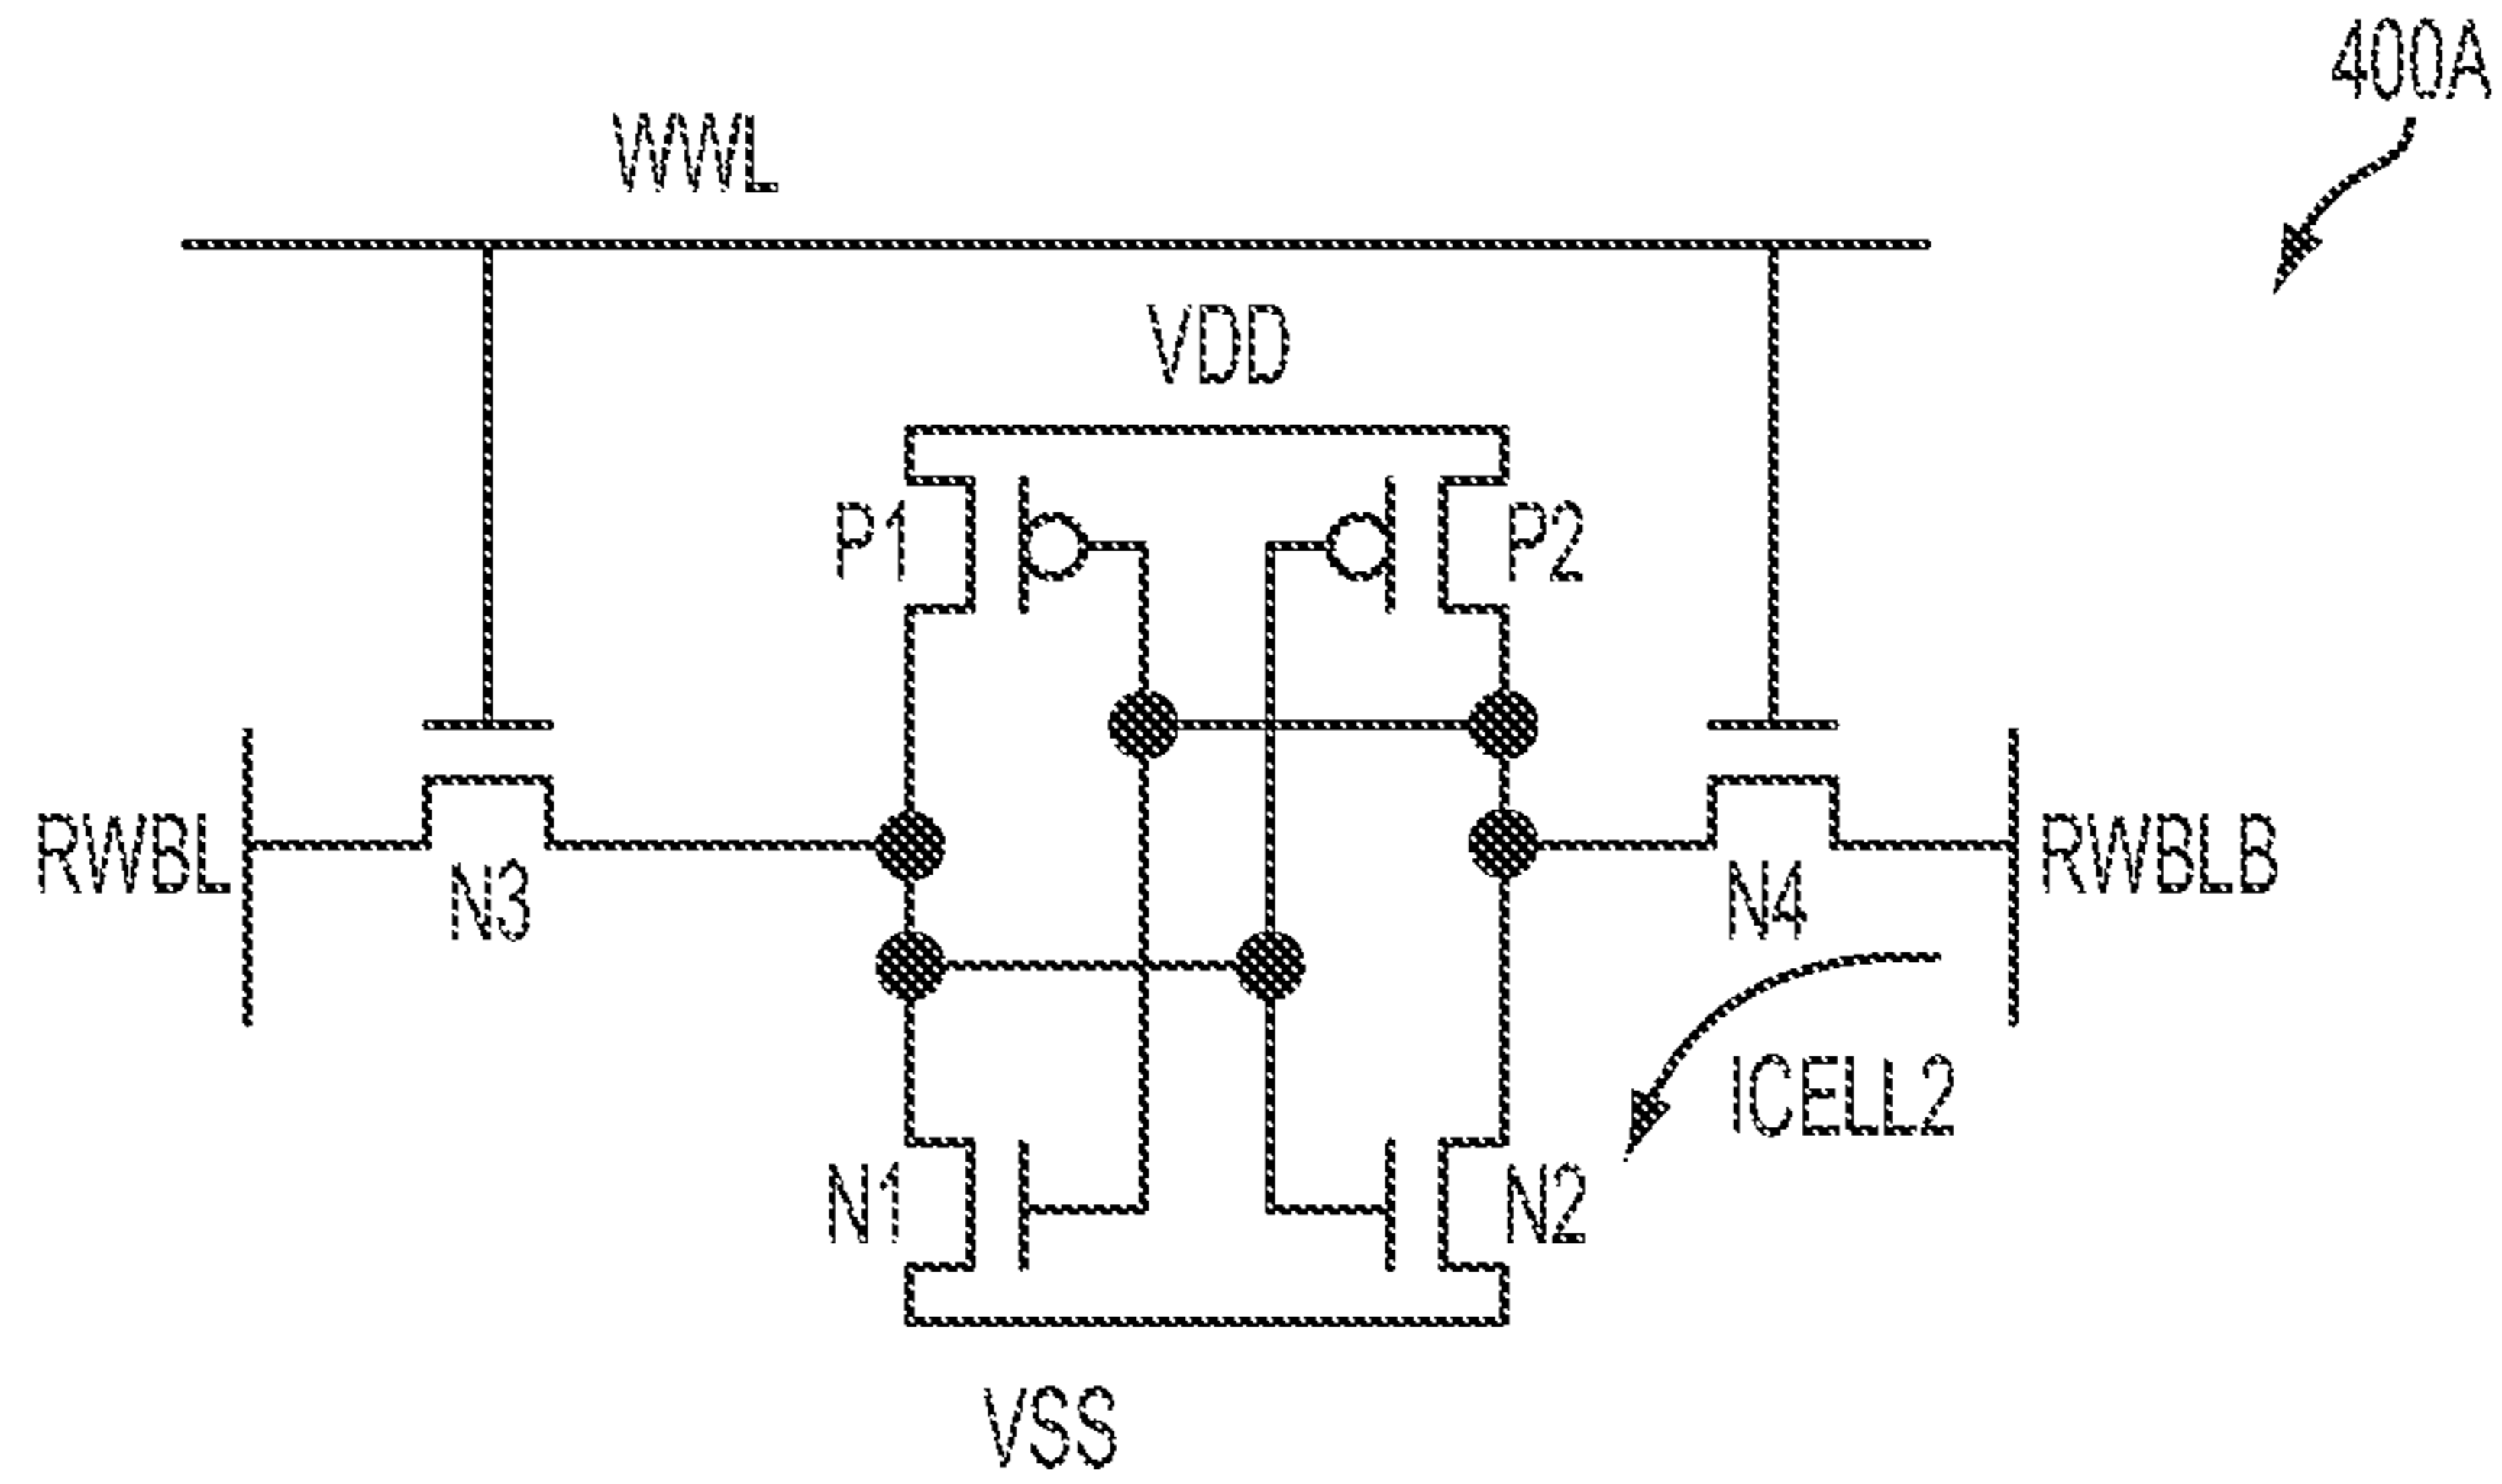 400A
WWL
VDD
P1
P2
RWBL
N3
N4
RWBLB
ICELL2
N1
N2
VSS